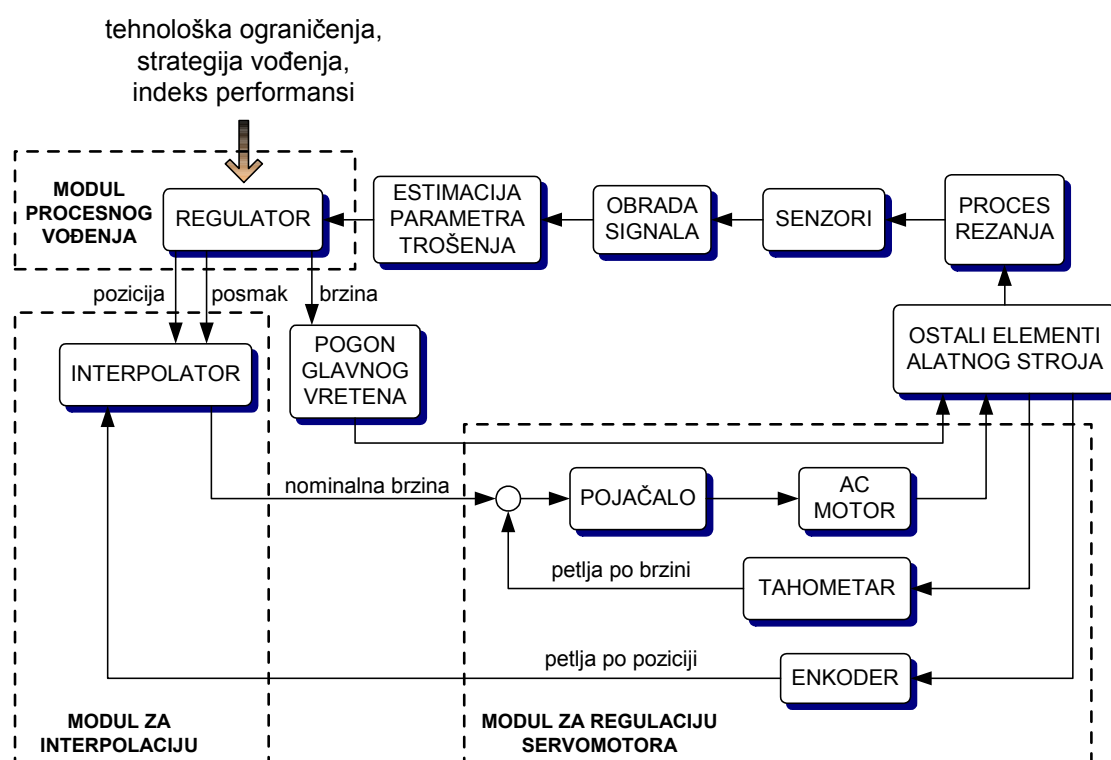 tehnološka ograničenja,
strategija vođenja,
indeks performansi
MODUL
PROCESNOG
VOĐENJA
REGULATOR
ESTIMACIJA
PARAMETRA
TROŠENJA
OBRADA
SIGNALA
SENZORI
PROCES
REZANJA
pozicija
posmak
brzina
INTERPOLATOR
POGON
GLAVNOG
VRETENA
OSTALI ELEMENTI
ALATNOG STROJA
nominalna brzina
POJAČALO
AC
MOTOR
petlja po brzini
TAHOMETAR
petlja po poziciji
ENKODER
MODUL ZA
INTERPOLACIJU
MODUL ZA REGULACIJU
SERVOMOTORA